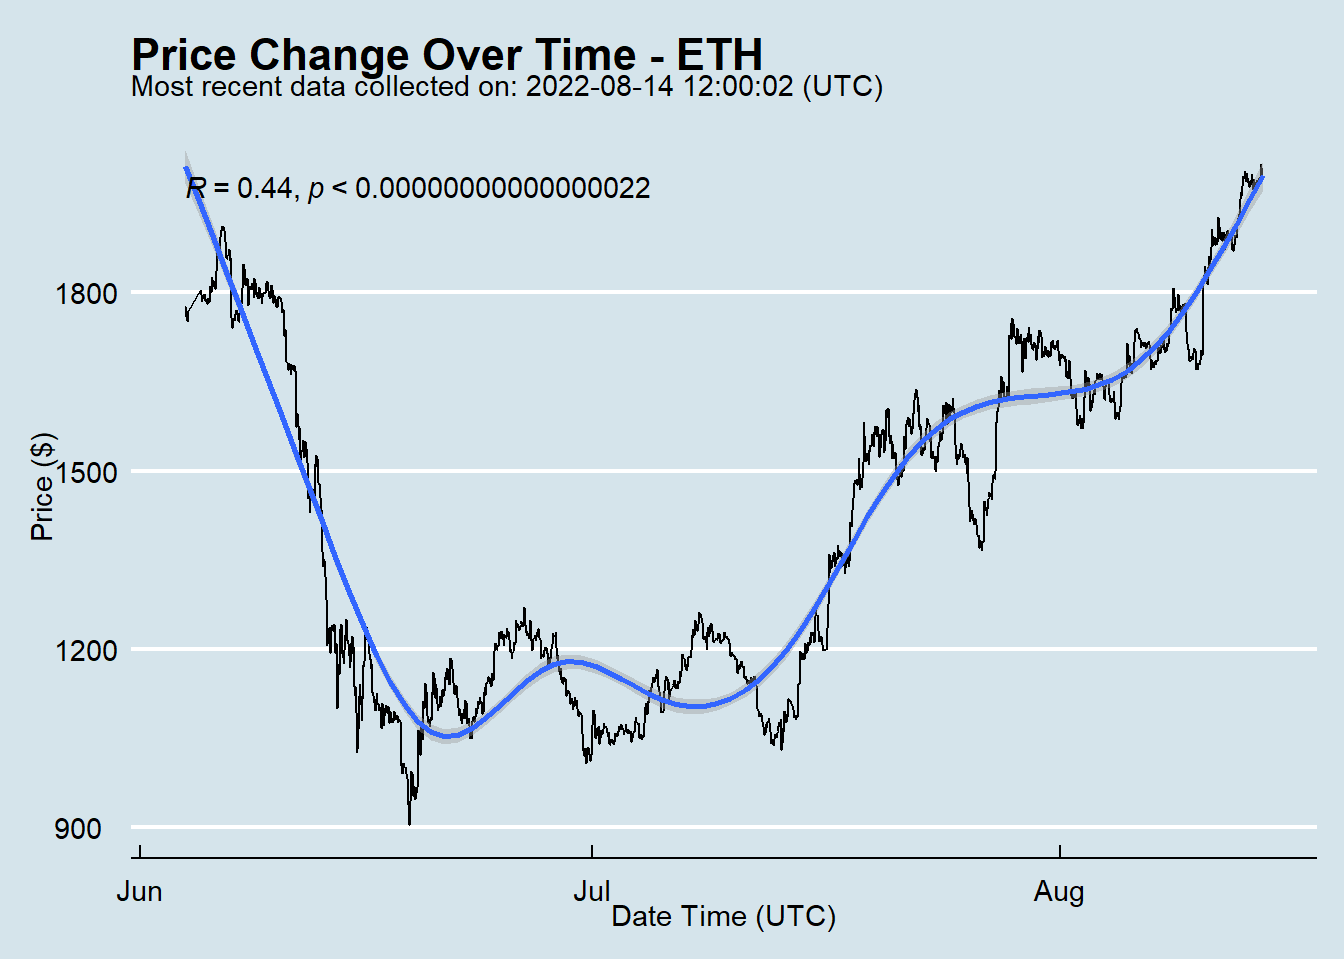 Price Change Over Time - ETH
Most recent data collected on: 2022-08-14 12:00:02 (UTC)
R = 0.44, p < 0.00000000000000022
1800
1500
1200
900
Price ($)
Jun
Jul
Aug
Date Time (UTC)